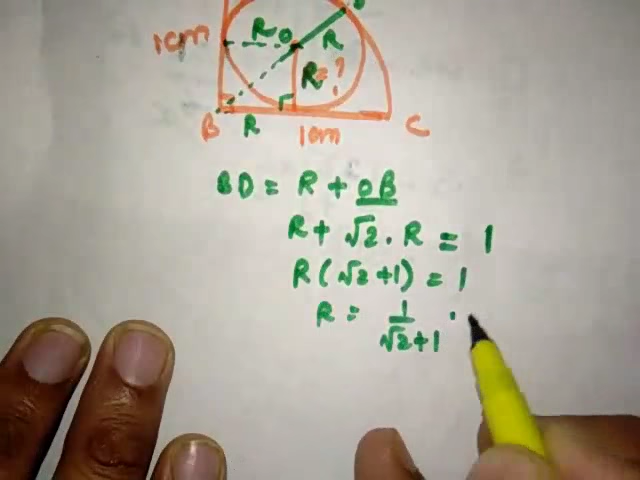 D
1cm R O R
R=?
B R 1cm C
BD = R + OB
R + √2 . R = 1
R(√2+1) = 1
R = 1/√2+1 .